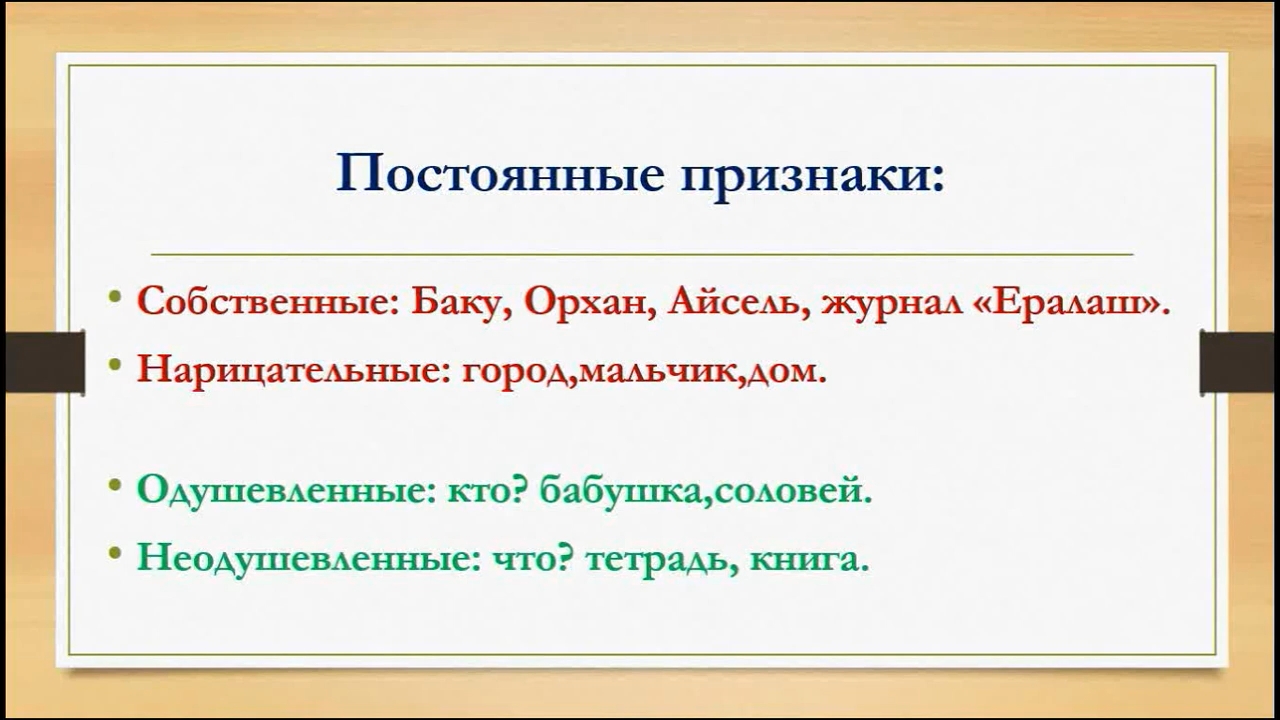 Постоянные признаки:
• Собственные: Баку, Орхан, Айсель, журнал «Ералаш».
• Нарицательные: город,мальчик,дом.
• Одушевленные: кто? бабушка,соловей.
• Неодушевленные: что? тетрадь, книга.